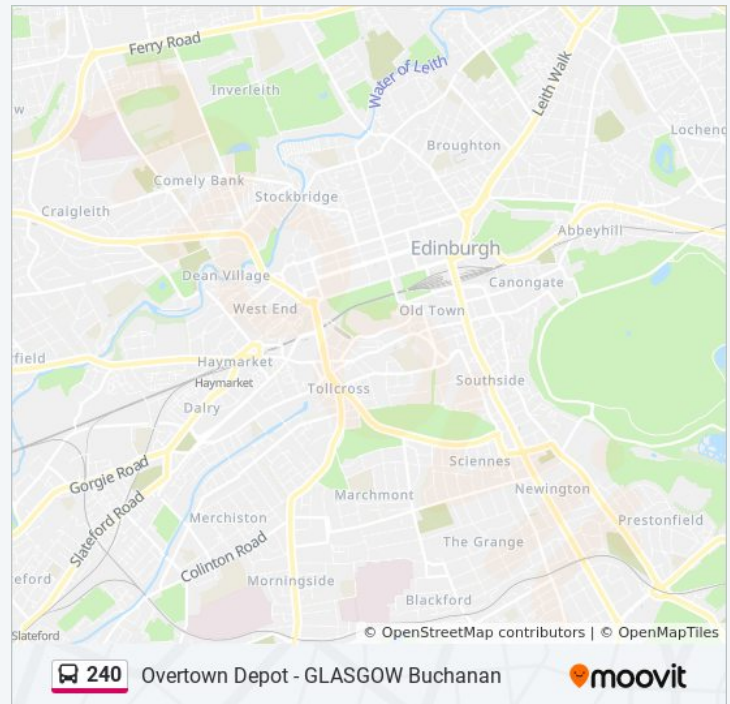 Ferry Road
Inverleith
Water of Leith
Leith Walk
w
Lochend
Broughton
Comely Bank
Stockbridge
Craigleith
Abbeyhill
Edinburgh
Dean Village
Canongate
West End
Old Town
field
Haymarket
Haymarket
Tollcross
Southside
Dalry
Sciennes
Gorgie Road
Newington
Marchmont
Merchiston
Prestonfield
Slateford Road
The Grange
Colinton Road
eford
Morningside
Blackford
Slateford
© OpenStreetMap contributors | © OpenMapTiles
240 Overtown Depot - GLASGOW Buchanan moovit